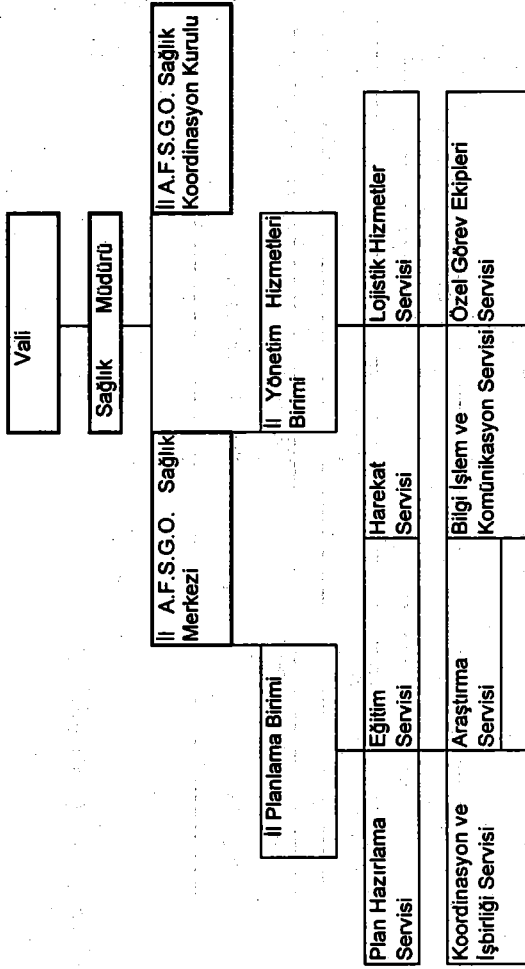 Vali
Sağlık Müdürü
İl A.F.S.G.O. Sağlık
Koordinasyon Kurulu
İl A.F.S.G.O. Sağlık
Merkezi
İl Yönetim Hizmetleri
Birimi
İl Planlama Birimi
Plan Hazırlama
Servisi
Eğitim
Servisi
Harekat
Servisi
Lojistik Hizmetler
Servisi
Koordinasyon ve
İşbirliği Servisi
Araştırma
Servisi
Bilgi İşlem ve
Komünikasyon Servisi
Özel Görev Ekipleri
Servisi